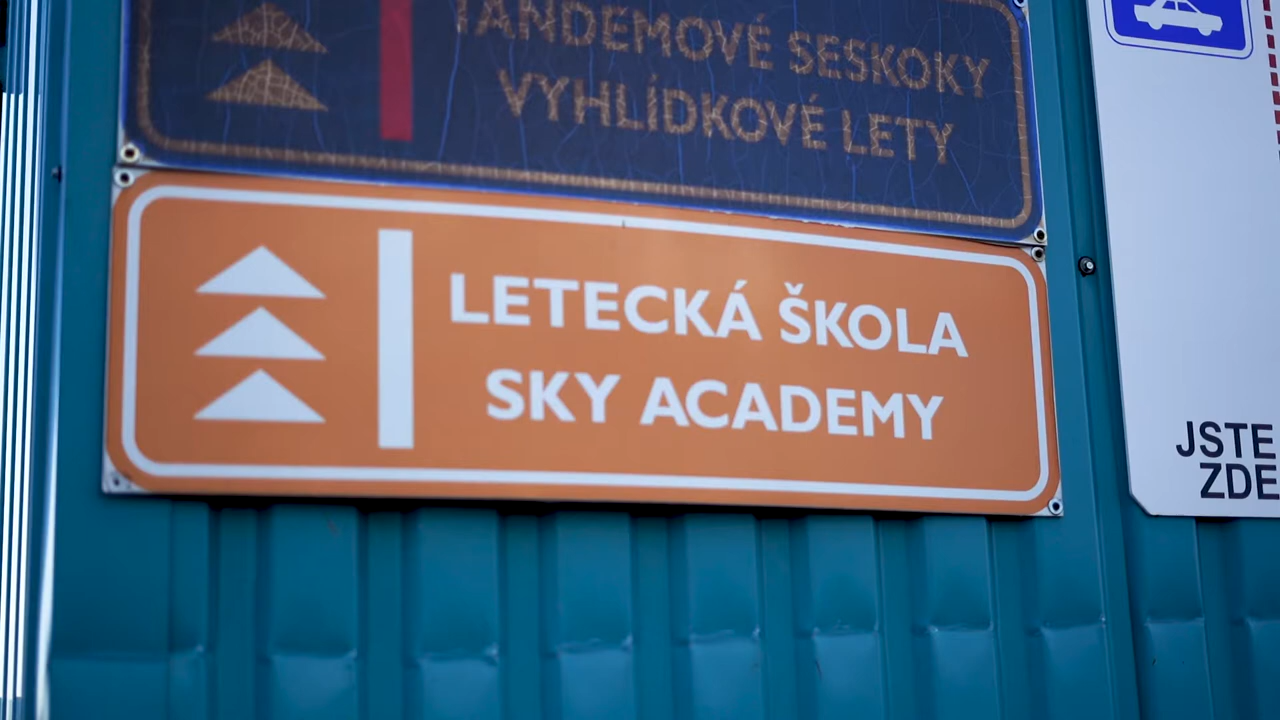 TANDEMOVÉ SESKOKY
VYHLÍDKOVÉ LETY
LETECKÁ ŠKOLA
SKY ACADEMY
JSTE
ZDE